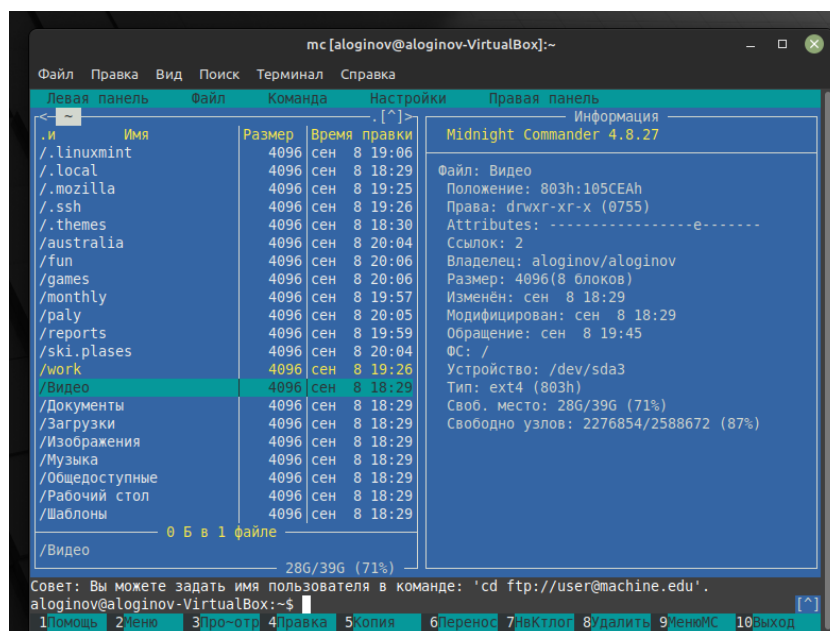 mc [aloginov@aloginov-VirtualBox]:~
Файл Правка Вид Поиск Терминал Справка
Левая панель Файл Команда Настройки Правая панель
<- ~ .[^]>
.и Имя Размер Время правки
/.linuxmint 4096 сен 8 19:06
/.local 4096 сен 8 18:29
/.mozilla 4096 сен 8 19:25
/.ssh 4096 сен 8 19:26
/.themes 4096 сен 8 18:30
/australia 4096 сен 8 20:04
/fun 4096 сен 8 20:06
/games 4096 сен 8 20:06
/monthly 4096 сен 8 19:57
/paly 4096 сен 8 20:05
/reports 4096 сен 8 19:59
/ski.plases 4096 сен 8 20:04
/work 4096 сен 8 19:26
/Видео 4096 сен 8 18:29
/Документы 4096 сен 8 18:29
/Загрузки 4096 сен 8 18:29
/Изображения 4096 сен 8 18:29
/Музыка 4096 сен 8 18:29
/Общедоступные 4096 сен 8 18:29
/Рабочий стол 4096 сен 8 18:29
/Шаблоны 4096 сен 8 18:29
0 Б в 1 файле
/Видео
28G/39G (71%)
Информация
Midnight Commander 4.8.27
Файл: Видео
Положение: 803h:105CEAh
Права: drwxr-xr-x (0755)
Attributes: -----------------e-------
Ссылок: 2
Владелец: aloginov/aloginov
Размер: 4096(8 блоков)
Изменён: сен 8 18:29
Модифицирован: сен 8 18:29
Обращение: сен 8 19:45
ФС: /
Устройство: /dev/sda3
Тип: ext4 (803h)
Своб. место: 28G/39G (71%)
Свободно узлов: 2276854/2588672 (87%)
Совет: Вы можете задать имя пользователя в команде: 'cd ftp://user@machine.edu'.
aloginov@aloginov-VirtualBox:~$ [^]
1Помощь 2Меню 3Про~отр 4Правка 5Копия 6Перенос 7НвКтлог 8Удалить 9МенюMC 10Выход